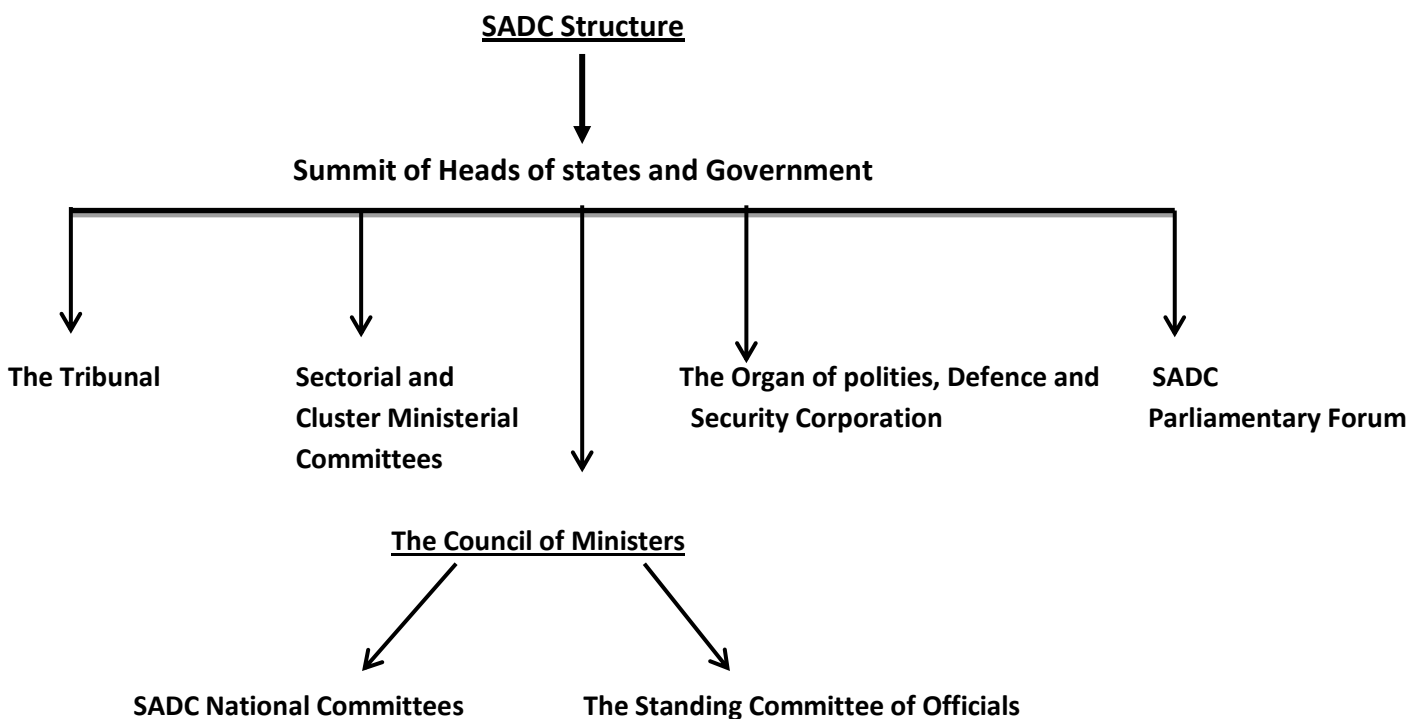 SADC Structure
Summit of Heads of states and Government
The Tribunal
Sectorial and
Cluster Ministerial
Committees
The Organ of polities, Defence and
Security Corporation
SADC
Parliamentary Forum
The Council of Ministers
SADC National Committees
The Standing Committee of Officials